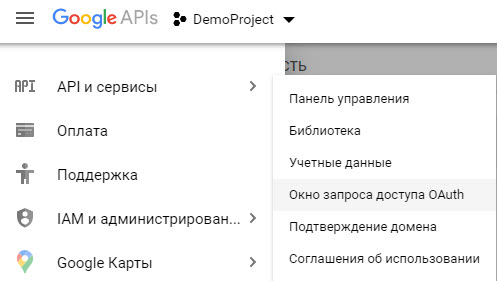 Google APIs DemoProject
сть
API API и сервисы
Оплата
Поддержка
IAM и администрирован...
Google Карты
Панель управления
Библиотека
Учетные данные
Окно запроса доступа OAuth
Подтверждение домена
Соглашения об использовании